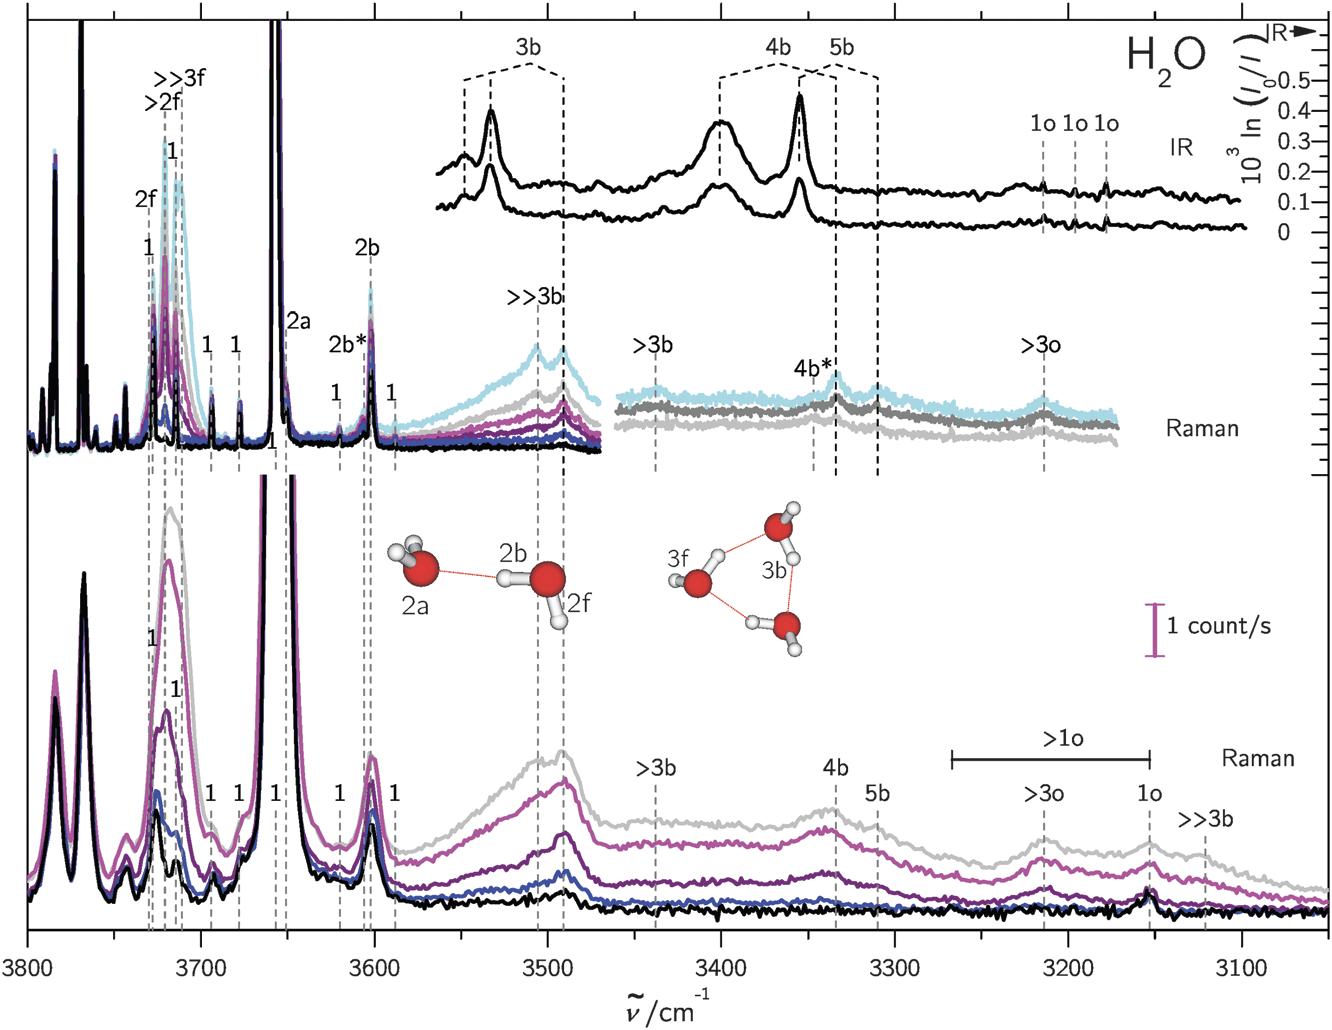 3b
4b
5b
H2O
IR
>>3f
>2f
1
2f
1
1o 1o 1o
IR
10^3 ln (I0/I)
0.5
0.4
0.3
0.2
0.1
0
2b
>>3b
2a
1
1
2b*
>3b
4b*
>3o
1
1
1
Raman
2b
2a
2f
3f
3b
1 count/s
1
1
>1o
Raman
>3b
4b
5b
>3o
1o
>>3b
1
1
1
1
1
3800
3700
3600
3500
3400
3300
3200
3100
ν̃ /cm⁻¹